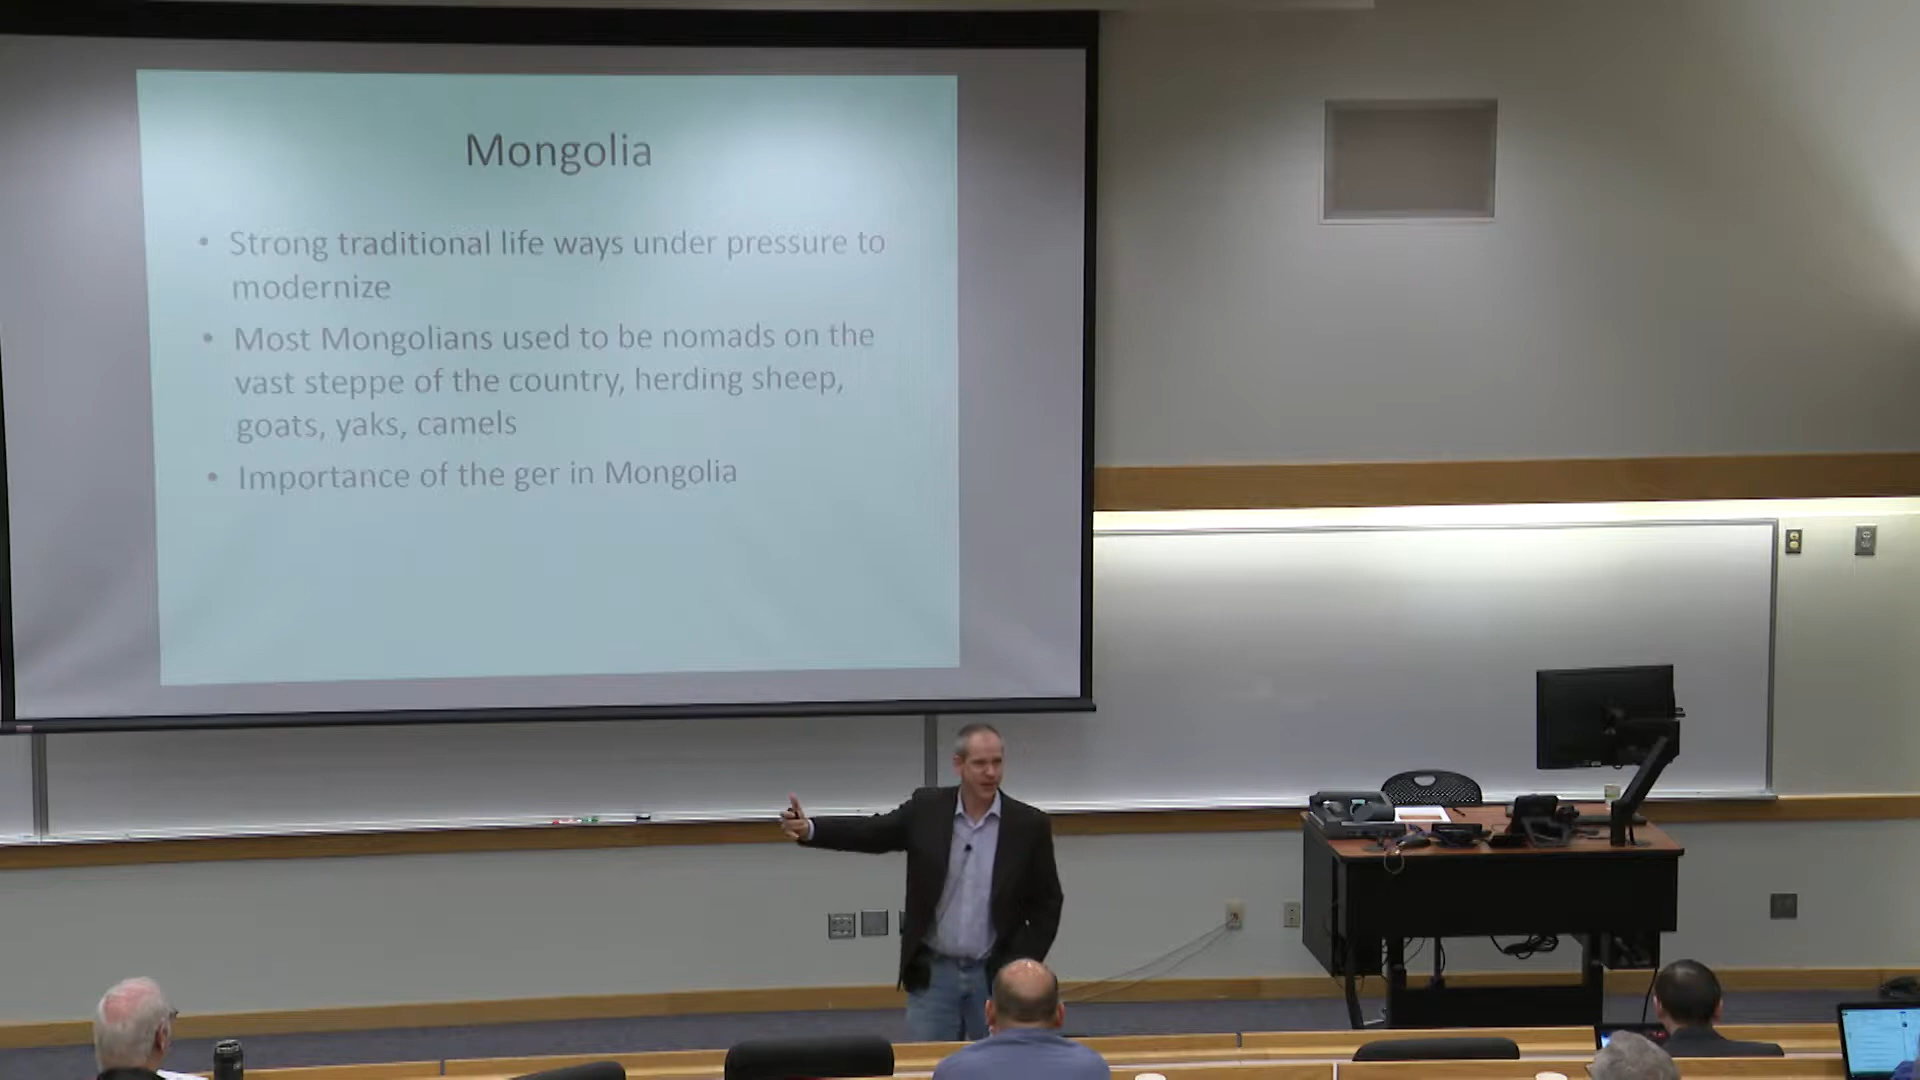 Mongolia
• Strong traditional life ways under pressure to
modernize
• Most Mongolians used to be nomads on the
vast steppe of the country, herding sheep,
goats, yaks, camels
• Importance of the ger in Mongolia